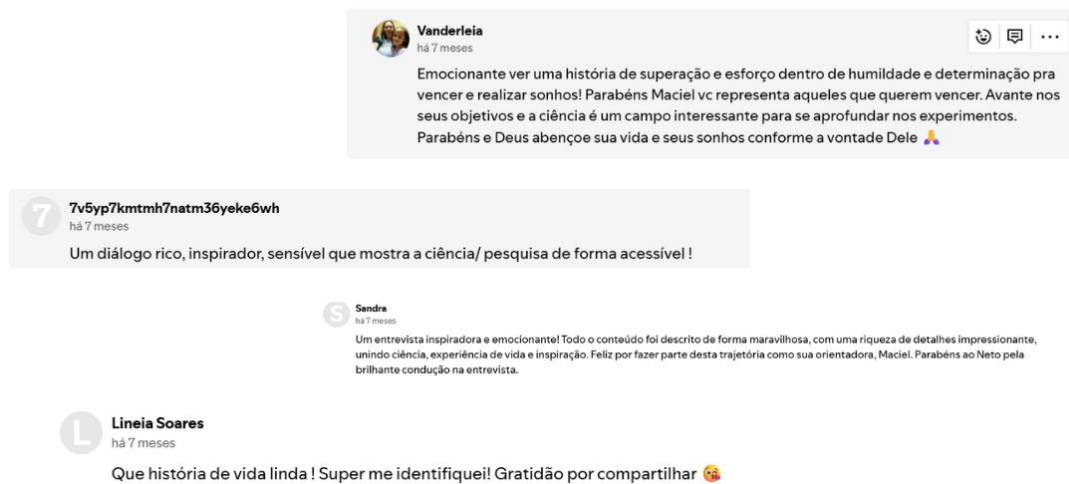 Vanderleia
há 7 meses
Emocionante ver uma história de superação e esforço dentro de humildade e determinação pra
vencer e realizar sonhos! Parabéns Maciel vc representa aqueles que querem vencer. Avante nos
seus objetivos e a ciência é um campo interessante para se aprofundar nos experimentos.
Parabéns e Deus abençoe sua vida e seus sonhos conforme a vontade Dele 🙏
7
7v5yp7kmtmh7natm36yeke6wh
há 7 meses
Um diálogo rico, inspirador, sensível que mostra a ciência/ pesquisa de forma acessível !
S
Sandra
há 7 meses
Um entrevista inspiradora e emocionante! Todo o conteúdo foi descrito de forma maravilhosa, com uma riqueza de detalhes impressionante,
unindo ciência, experiência de vida e inspiração. Feliz por fazer parte desta trajetória como sua orientadora, Maciel. Parabéns ao Neto pela
brilhante condução na entrevista.
L
Lineia Soares
há 7 meses
Que história de vida linda ! Super me identifiquei! Gratidão por compartilhar 😘